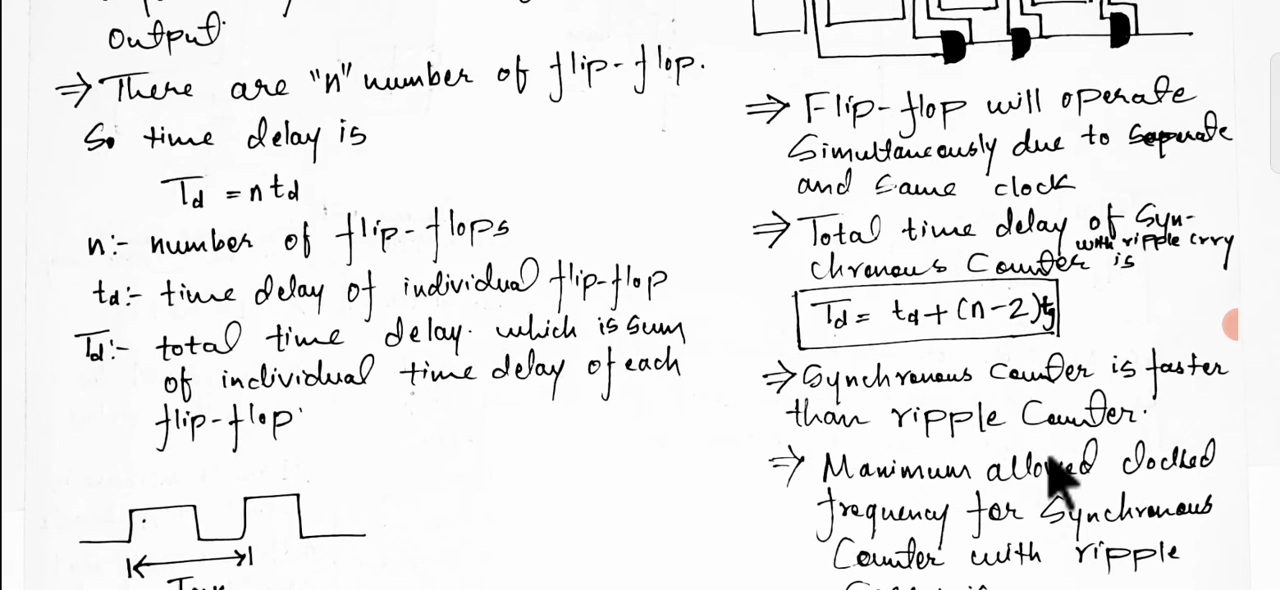 output.
⇒ There are "n" number of flip-flop.
So time delay is
Td = n td
n:- number of flip-flops
td:- time delay of individual flip-flop
Td:- total time delay. which is sum
of individual time delay of each
flip-flop.
⇒ Flip-flop will operate
Simultaneously due to Seperate
and same clock
⇒ Total time delay of Syn-
with ripple crry
chronous Counter is
Td = td + (n-2)tg
⇒ Synchronous counter is faster
than ripple Counter.
⇒ Maximum allowed clocked
frequency for Synchronous
Counter with ripple